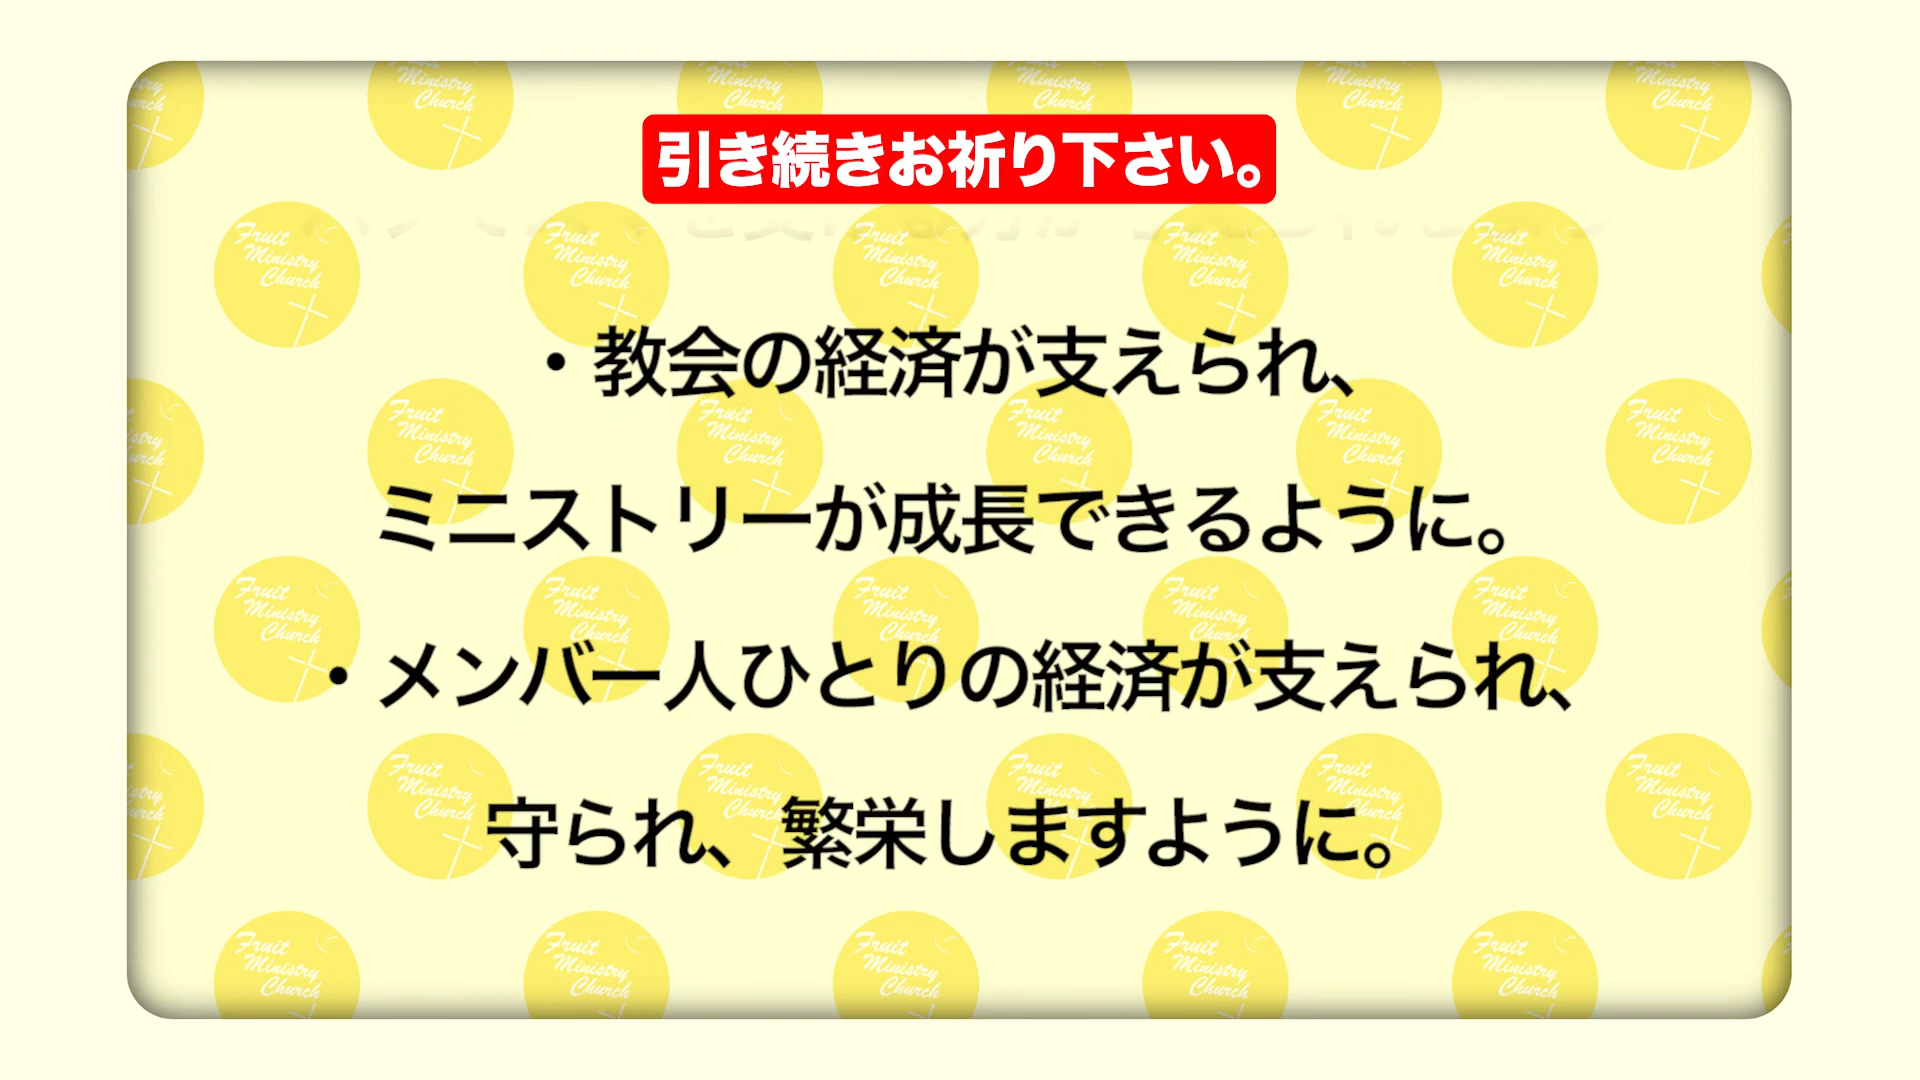 引き続きお祈り下さい。
・教会の経済が支えられ、
ミニストリーが成長できるように。
・メンバー人ひとりの経済が支えられ、
守られ、繁栄しますように。
Fruit
Ministry
Church